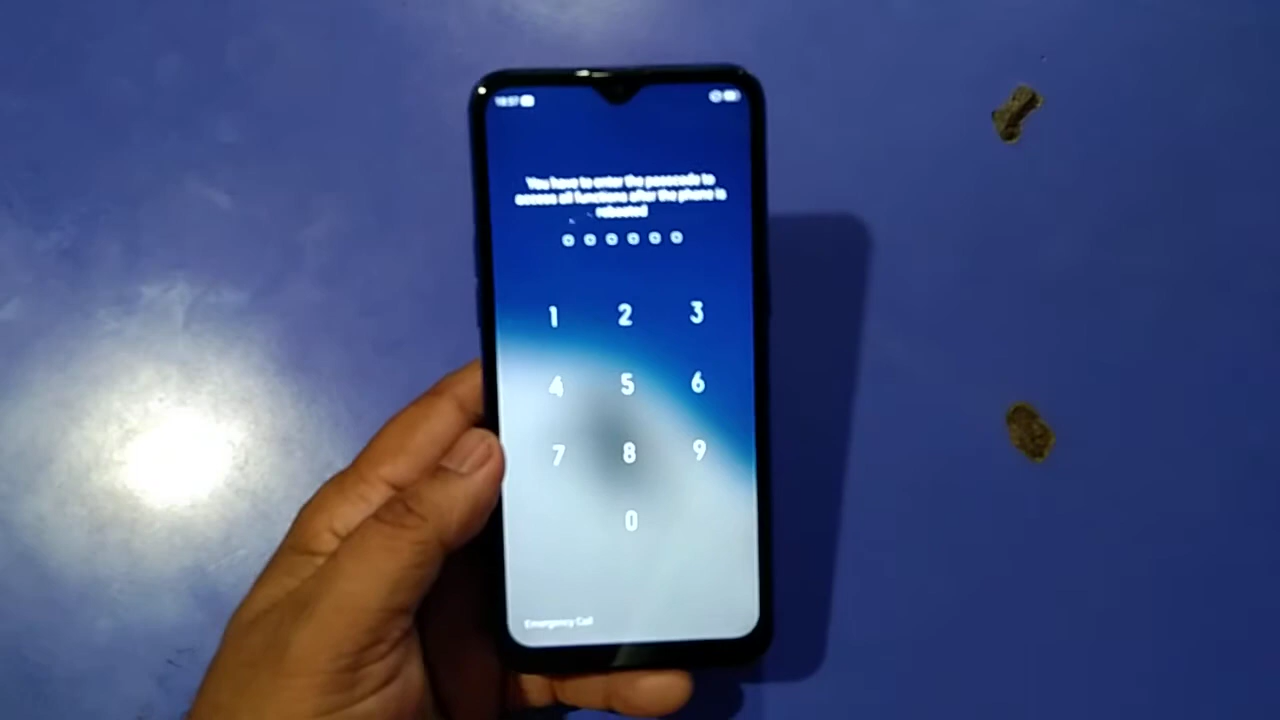 You have to enter the passcode to
access all functions after the phone is
rebooted
1 2 3
4 5 6
7 8 9
0
Emergency Call